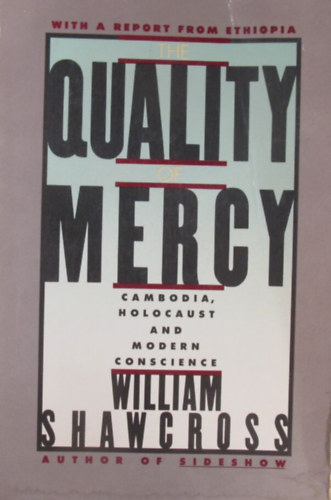 WITH A REPORT FROM ETHIOPIA
THE
QUALITY
OF
MERCY
CAMBODIA,
HOLOCAUST
AND
MODERN
CONSCIENCE
WILLIAM
SHAWCROSS
AUTHOR OF SIDESHOW